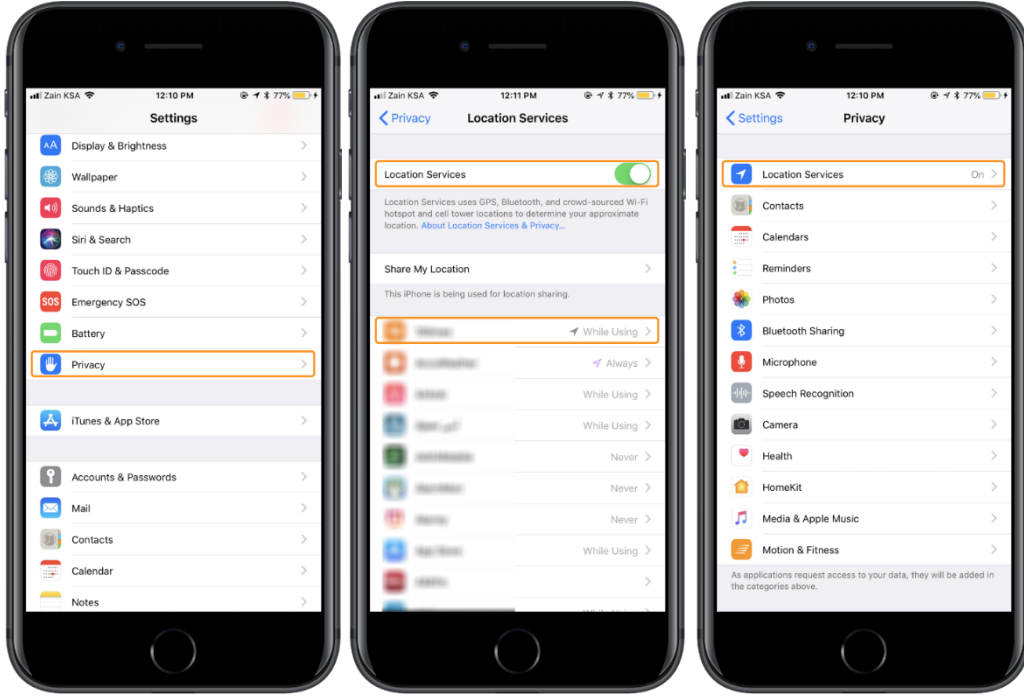 Zain KSA 12:10 PM 77%
Settings
AA Display & Brightness
Wallpaper
Sounds & Haptics
Siri & Search
Touch ID & Passcode
SOS Emergency SOS
Battery
Privacy
iTunes & App Store
Accounts & Passwords
Mail
Contacts
Calendar
Notes
Zain KSA 12:11 PM 77%
Privacy Location Services
Location Services
Location Services uses GPS, Bluetooth, and crowd-sourced Wi-Fi
hotspot and cell tower locations to determine your approximate
location. About Location Services & Privacy...
Share My Location
This iPhone is being used for location sharing.
While Using
Always
While Using
While Using
Never
Never
Never
While Using
While Using
Zain KSA 12:10 PM 77%
Settings Privacy
Location Services On
Contacts
Calendars
Reminders
Photos
Bluetooth Sharing
Microphone
Speech Recognition
Camera
Health
HomeKit
Media & Apple Music
Motion & Fitness
As applications request access to your data, they will be added in
the categories above.